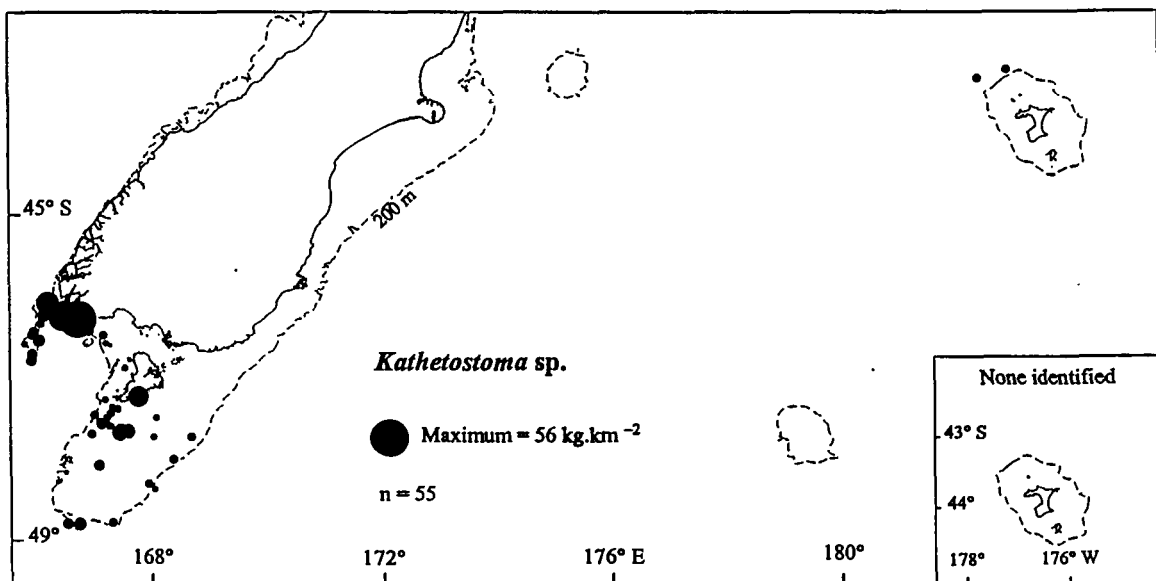 45° S
200 m
Kathetostoma sp.
Maximum = 56 kg.km ⁻²
n = 55
49°
168°
172°
176° E
180°
None identified
43° S
44°
178°
176° W